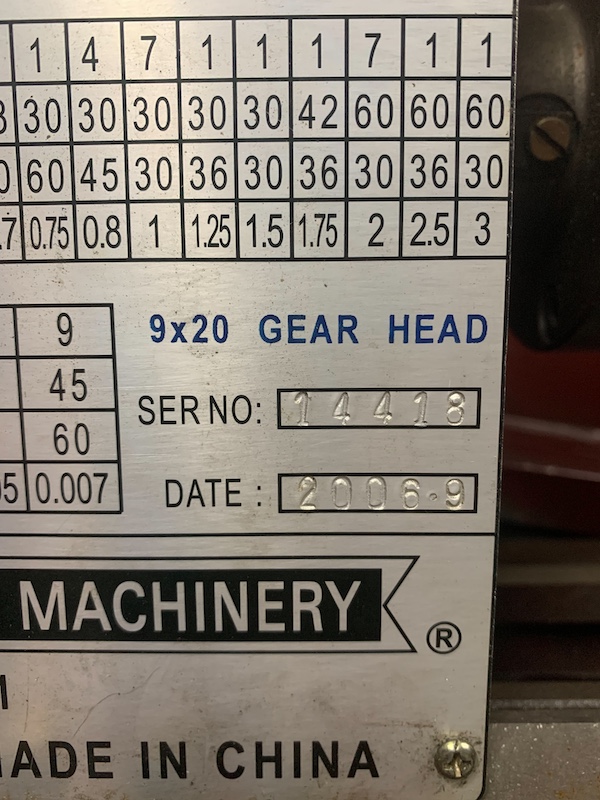 1 4 7 1 1 1 7 1 1
30 30 30 30 30 42 60 60 60
60 45 30 36 30 36 30 36 30
.7 0.75 0.8 1 1.25 1.5 1.75 2 2.5 3
9 9x20 GEAR HEAD
45
SER NO: 14418
60
0.007 DATE : 2006.9
MACHINERY ®
MADE IN CHINA